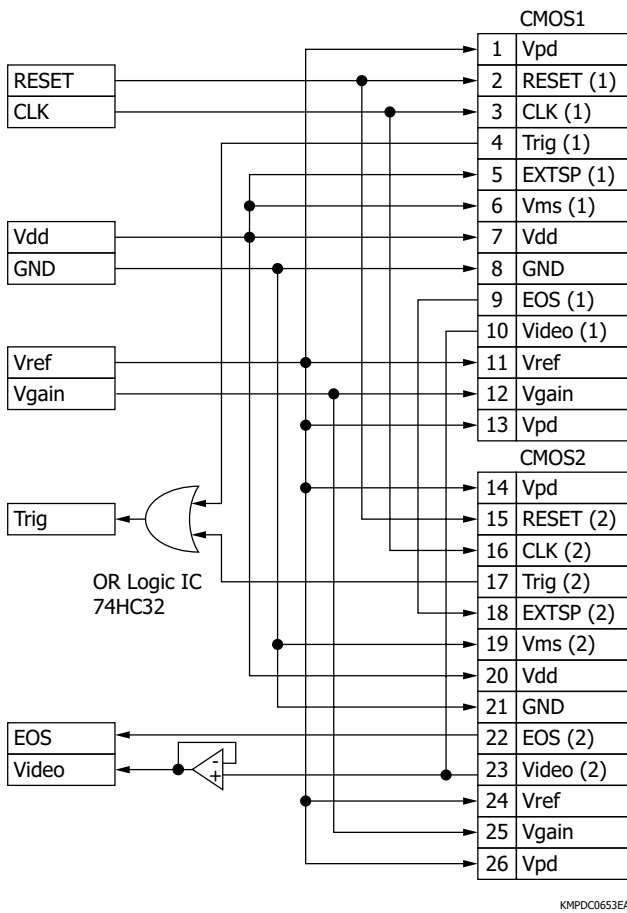 CMOS1
1 Vpd
RESET 2 RESET (1)
CLK 3 CLK (1)
4 Trig (1)
5 EXTSP (1)
6 Vms (1)
Vdd 7 Vdd
GND 8 GND
9 EOS (1)
10 Video (1)
Vref 11 Vref
Vgain 12 Vgain
13 Vpd
CMOS2
14 Vpd
Trig 15 RESET (2)
16 CLK (2)
OR Logic IC 17 Trig (2)
74HC32 18 EXTSP (2)
19 Vms (2)
20 Vdd
21 GND
EOS 22 EOS (2)
Video - + 23 Video (2)
24 Vref
25 Vgain
26 Vpd
KMPDC0653EA